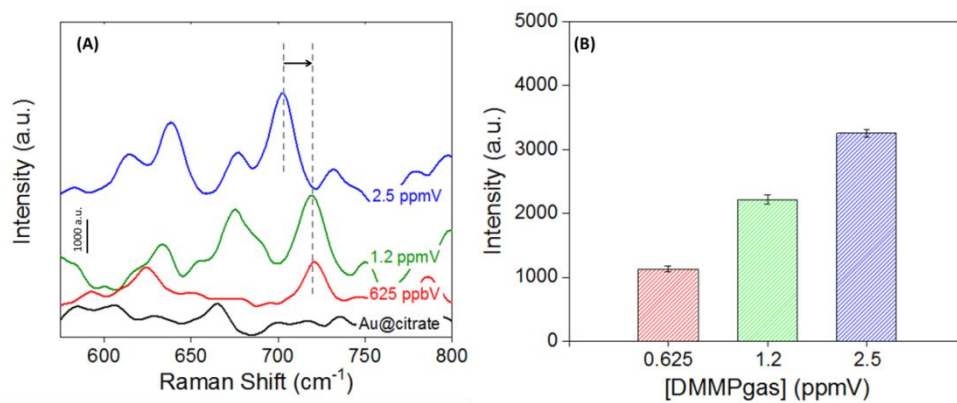 (A)
Intensity (a.u.)
1000 a.u.
2.5 ppmV
1.2 ppmV
625 ppbV
Au@citrate
600 650 700 750 800
Raman Shift (cm⁻¹)
(B)
Intensity (a.u.)
5000
4000
3000
2000
1000
0
0.625 1.2 2.5
[DMMPgas] (ppmV)